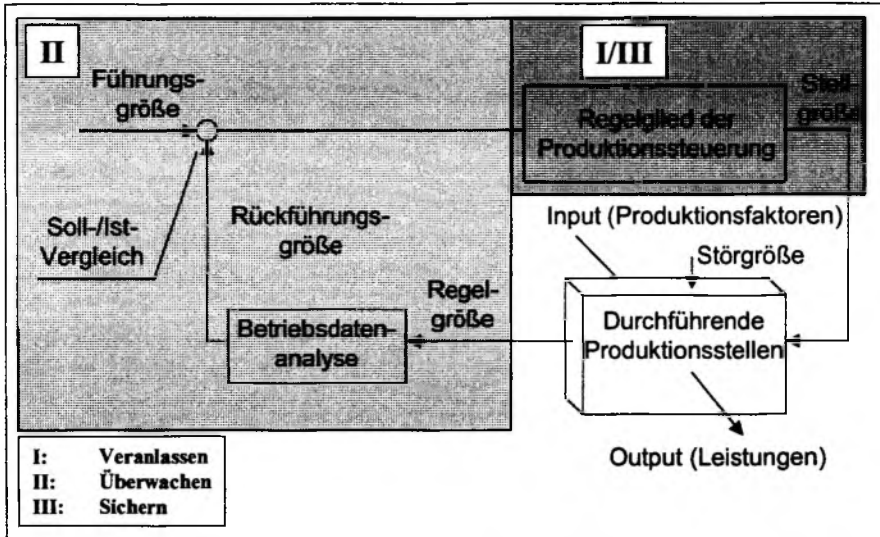 II
I/III
Führungs-
größe
Stell-
größe
Regelglied der
Produktionssteuerung
Soll-/Ist-
Vergleich
Rückführungs-
größe
Input (Produktionsfaktoren)
Störgröße
Regel-
größe
Betriebsdaten-
analyse
Durchführende
Produktionsstellen
Output (Leistungen)
I: Veranlassen
II: Überwachen
III: Sichern